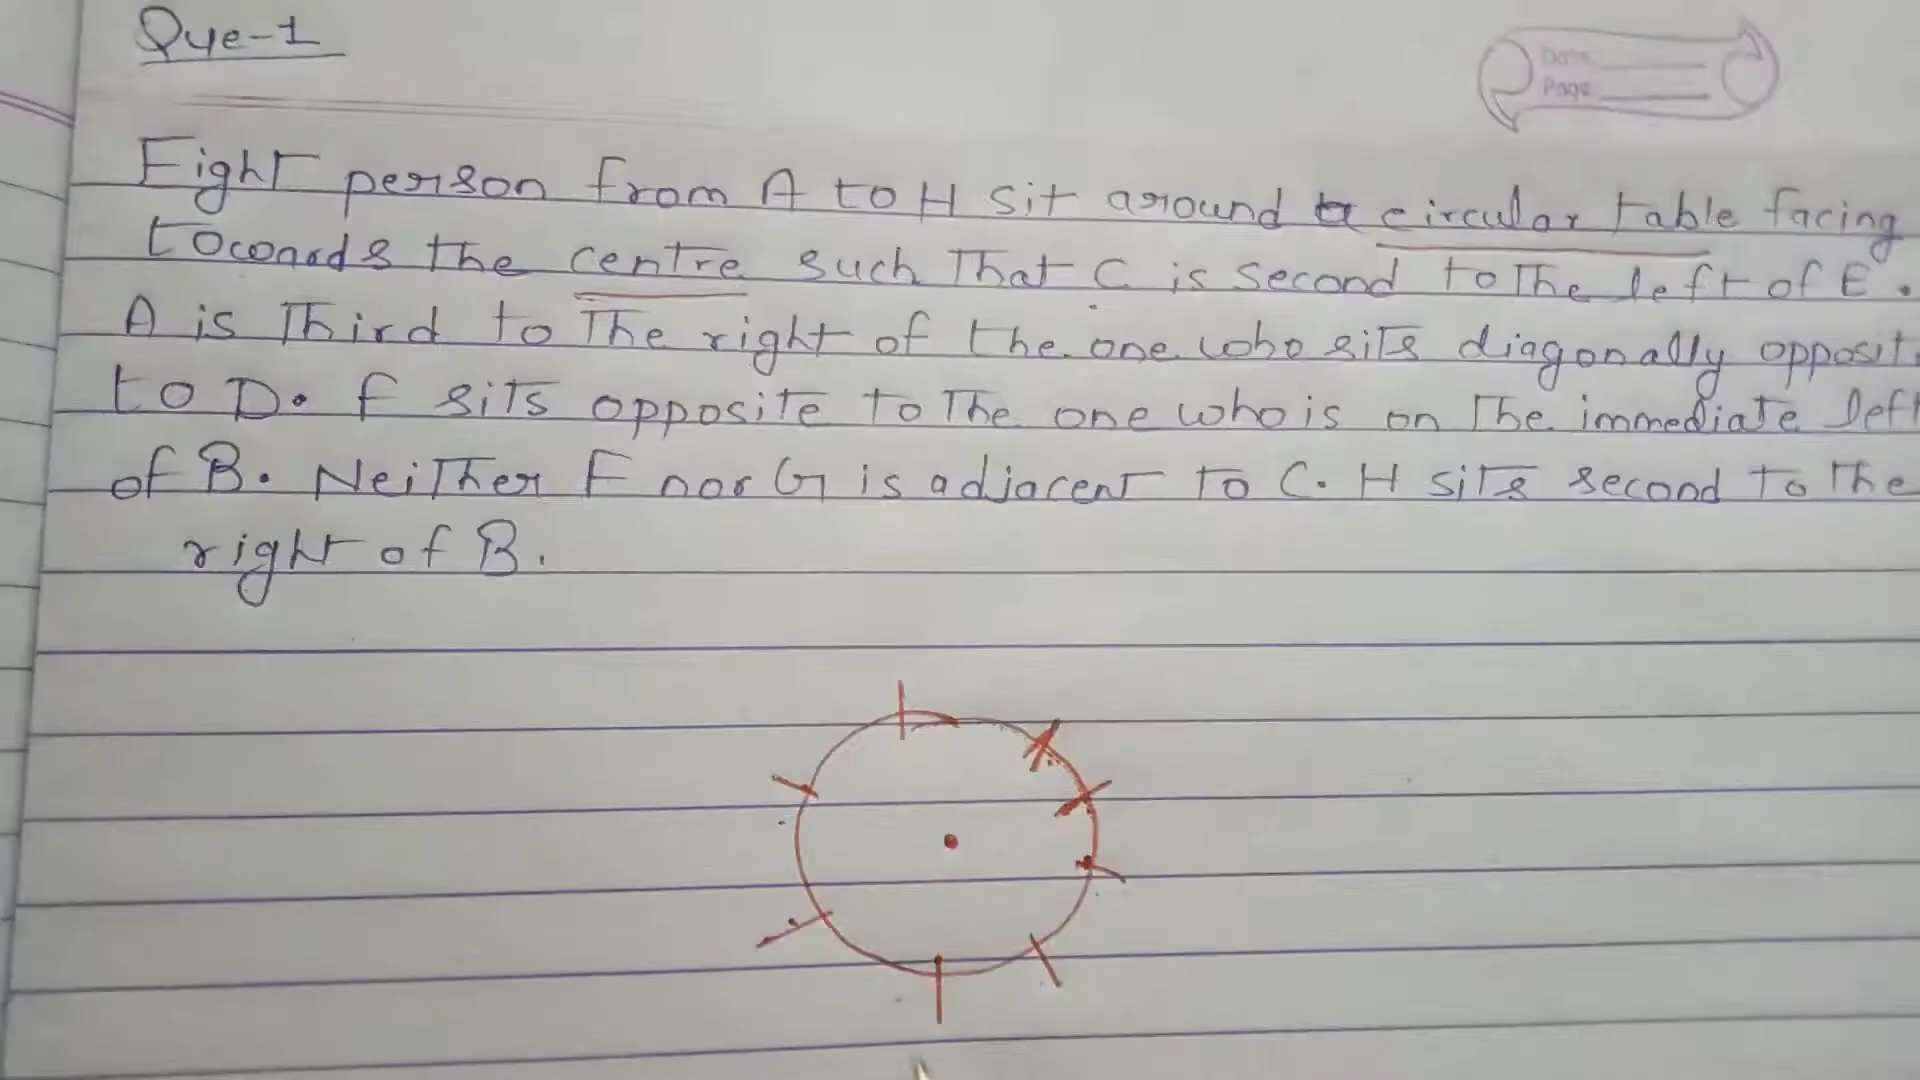 Que-1
Date
Page
Eight person from A to H sit around a circular table facing
towards the centre such that C is second to the left of E.
A is Third to The right of the one who sits diagonally opposit
to D. F sits opposite to The one who is on The immediate left
of B. Neither F nor G is adjacent to C. H sits second to The
right of B.